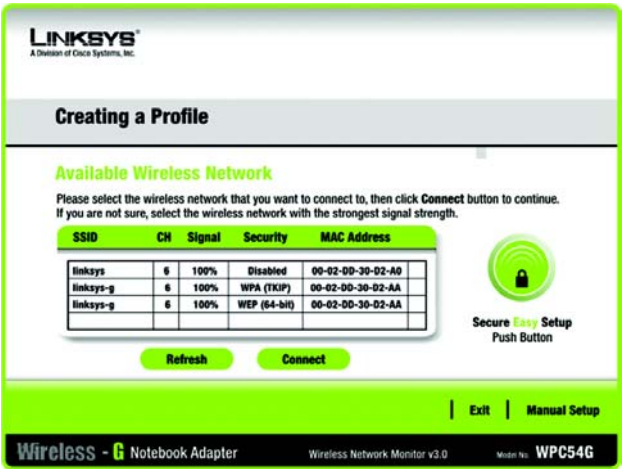 LINKSYS®
A Division of Cisco Systems, Inc.
Creating a Profile
Available Wireless Network
Please select the wireless network that you want to connect to, then click Connect button to continue.
If you are not sure, select the wireless network with the strongest signal strength.
SSID CH Signal Security MAC Address
linksys 6 100% Disabled 00-02-DD-30-D2-A0
linksys-g 6 100% WPA (TKIP) 00-02-DD-30-D2-AA
linksys-g 6 100% WEP (64-bit) 00-02-DD-30-D2-AA
Secure Easy Setup
Push Button
Refresh Connect
Exit Manual Setup
Wireless - G Notebook Adapter Wireless Network Monitor v3.0 Model No. WPC54G